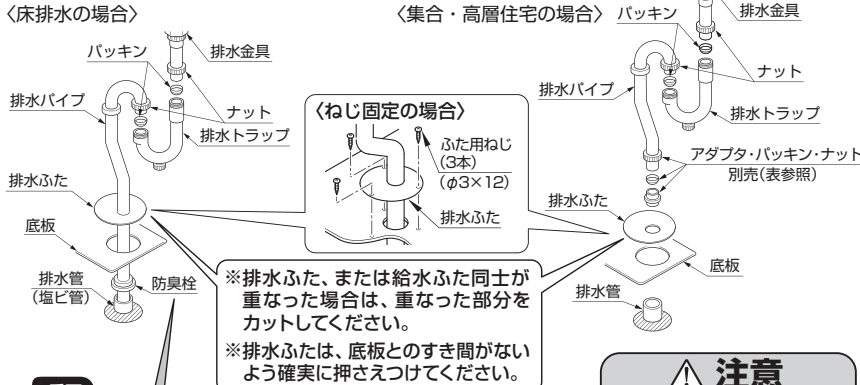 〈床排水の場合〉
パッキン
排水金具
排水パイプ
ナット
排水トラップ
排水ふた
底板
排水管
(塩ビ管)
防臭栓
〈ねじ固定の場合〉
ふた用ねじ
(3本)
(φ3×12)
排水ふた
※排水ふた、または給水ふた同士が
重なった場合は、重なった部分を
カットしてください。
※排水ふたは、底板とのすき間がない
よう確実に押さえつけてください。
〈集合・高層住宅の場合〉
パッキン
排水金具
ナット
排水パイプ
排水トラップ
アダプタ・パッキン・ナット
別売(表参照)
排水ふた
底板
排水管
注意